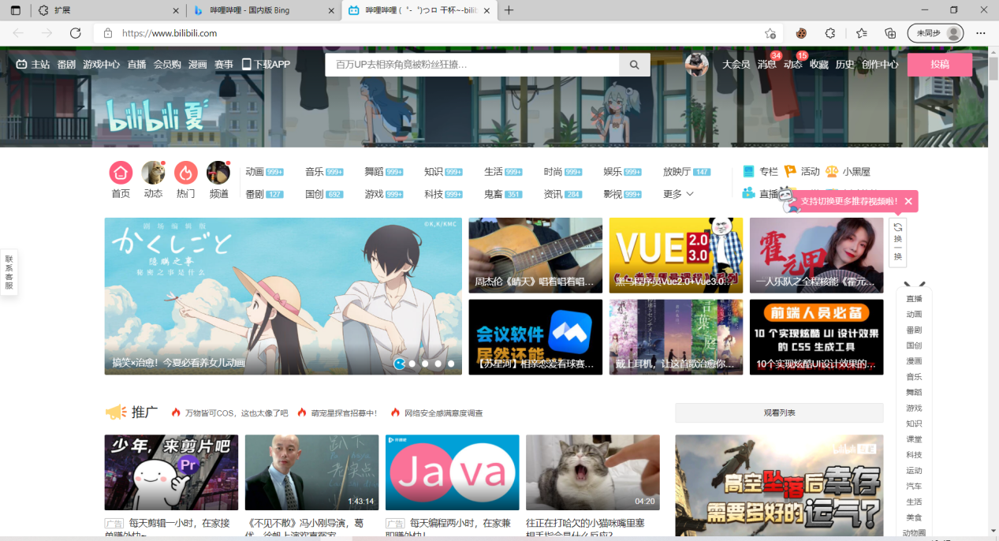 扩展
哔哩哔哩 - 国内版 Bing
哔哩哔哩 (゜-゜)つロ 干杯~-bili
https://www.bilibili.com
未同步
主站 番剧 游戏中心 直播 会员购 漫画 赛事 下载APP
百万UP去相亲角竟被粉丝狂撩…
大会员 消息 34 动态 15 收藏 历史 创作中心 投稿
bilibili 夏
首页 动态 热门 频道
动画 999+ 音乐 999+ 舞蹈 999+ 知识 999+ 生活 999+ 时尚 999+ 娱乐 999+ 放映厅 147
番剧 127 国创 692 游戏 999+ 科技 999+ 鬼畜 351 资讯 284 影视 999+ 更多
专栏 活动 小黑屋
直播
支持切换更多推荐视频啦!
换一换
联系客服
剧场编辑版
かくしごと
隐瞒之事
秘密之事是什么
©K,K/KMC
搞笑×治愈!今夏必看养女儿动画
周杰伦《晴天》唱着唱着唱…
VUE 2.0 3.0
黑马程序员Vue2.0+Vue3.0…
霍元甲
一人乐队之全程核能《霍元…
会议软件
居然还能…
【苏星河】相亲恋爱看球赛…
言葉庭
戴上耳机，让这首歌治愈你…
前端人员必备
10 个实现炫酷 UI 设计效果
的 CSS 生成工具
10个实现炫酷UI设计效果的…
直播
动画
番剧
国创
漫画
音乐
舞蹈
游戏
知识
课堂
科技
运动
汽车
生活
美食
动物圈
推广
万物皆可COS，这也太像了吧
萌宠星探官招募中!
网络安全感满意度调查
观看列表
少年，来剪片吧
Pr
1:43:14
Java
04:20
bilibili
高空坠落后幸存
需要多好的运气?
广告 每天剪辑一小时，在家接
单赚外快~
《不见不散》冯小刚导演，葛
优、徐帆上演欢喜冤家
广告 每天编程两小时，在家兼
职赚外快!
往正在打哈欠的小猫咪嘴里塞
根手指会是什么反应?